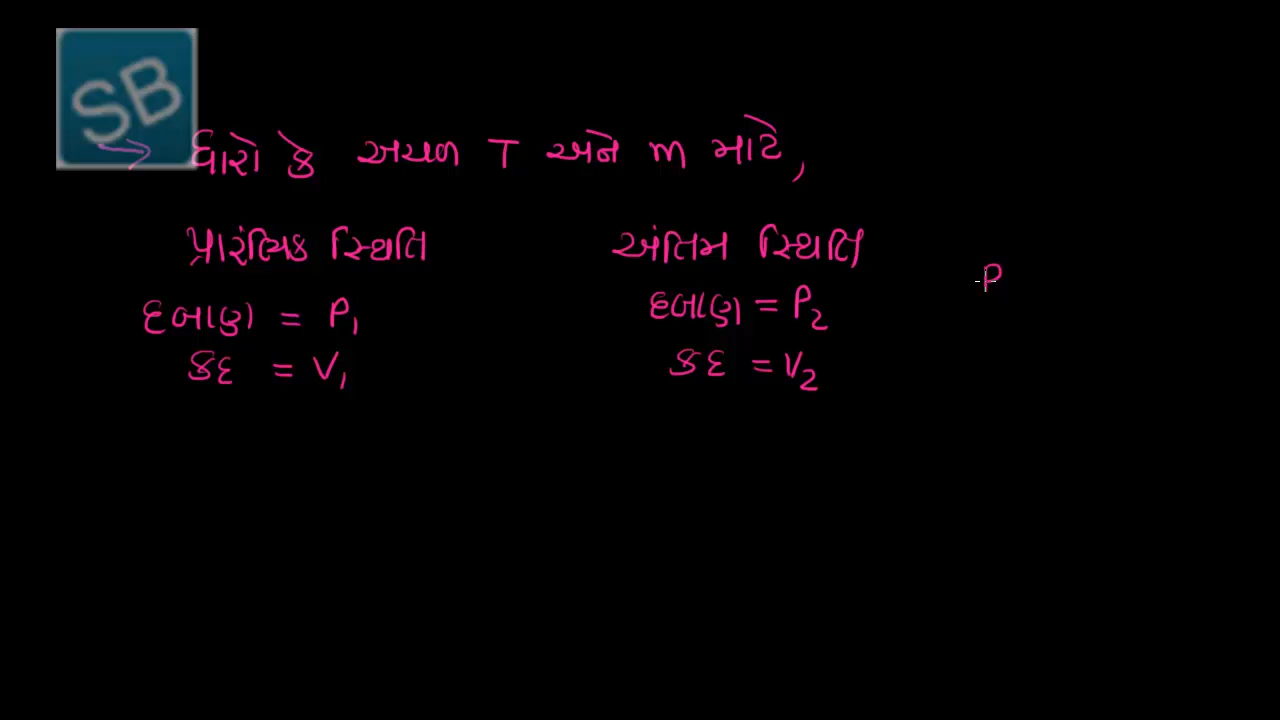 SB
→ ધારો કે અચળ T અને m માટે,
પ્રારંભિક સ્થિતિ
દબાણ = P₁
કદ = V₁
અંતિમ સ્થિતિ
દબાણ = P₂
કદ = V₂
P